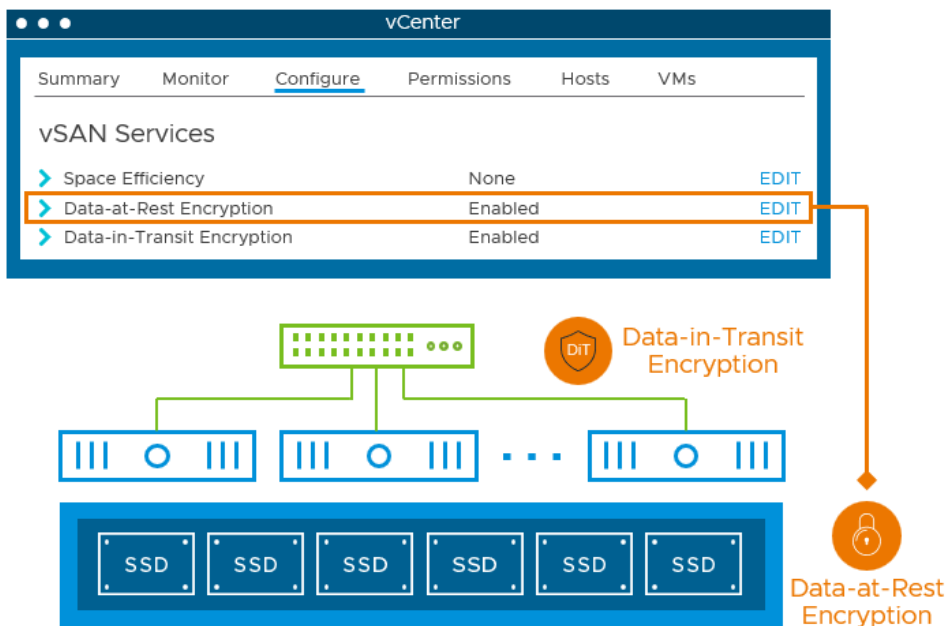 vCenter
Summary Monitor Configure Permissions Hosts VMs
vSAN Services
Space Efficiency None EDIT
Data-at-Rest Encryption Enabled EDIT
Data-in-Transit Encryption Enabled EDIT
DiT
Data-in-Transit
Encryption
SSD SSD SSD SSD SSD SSD
Data-at-Rest
Encryption